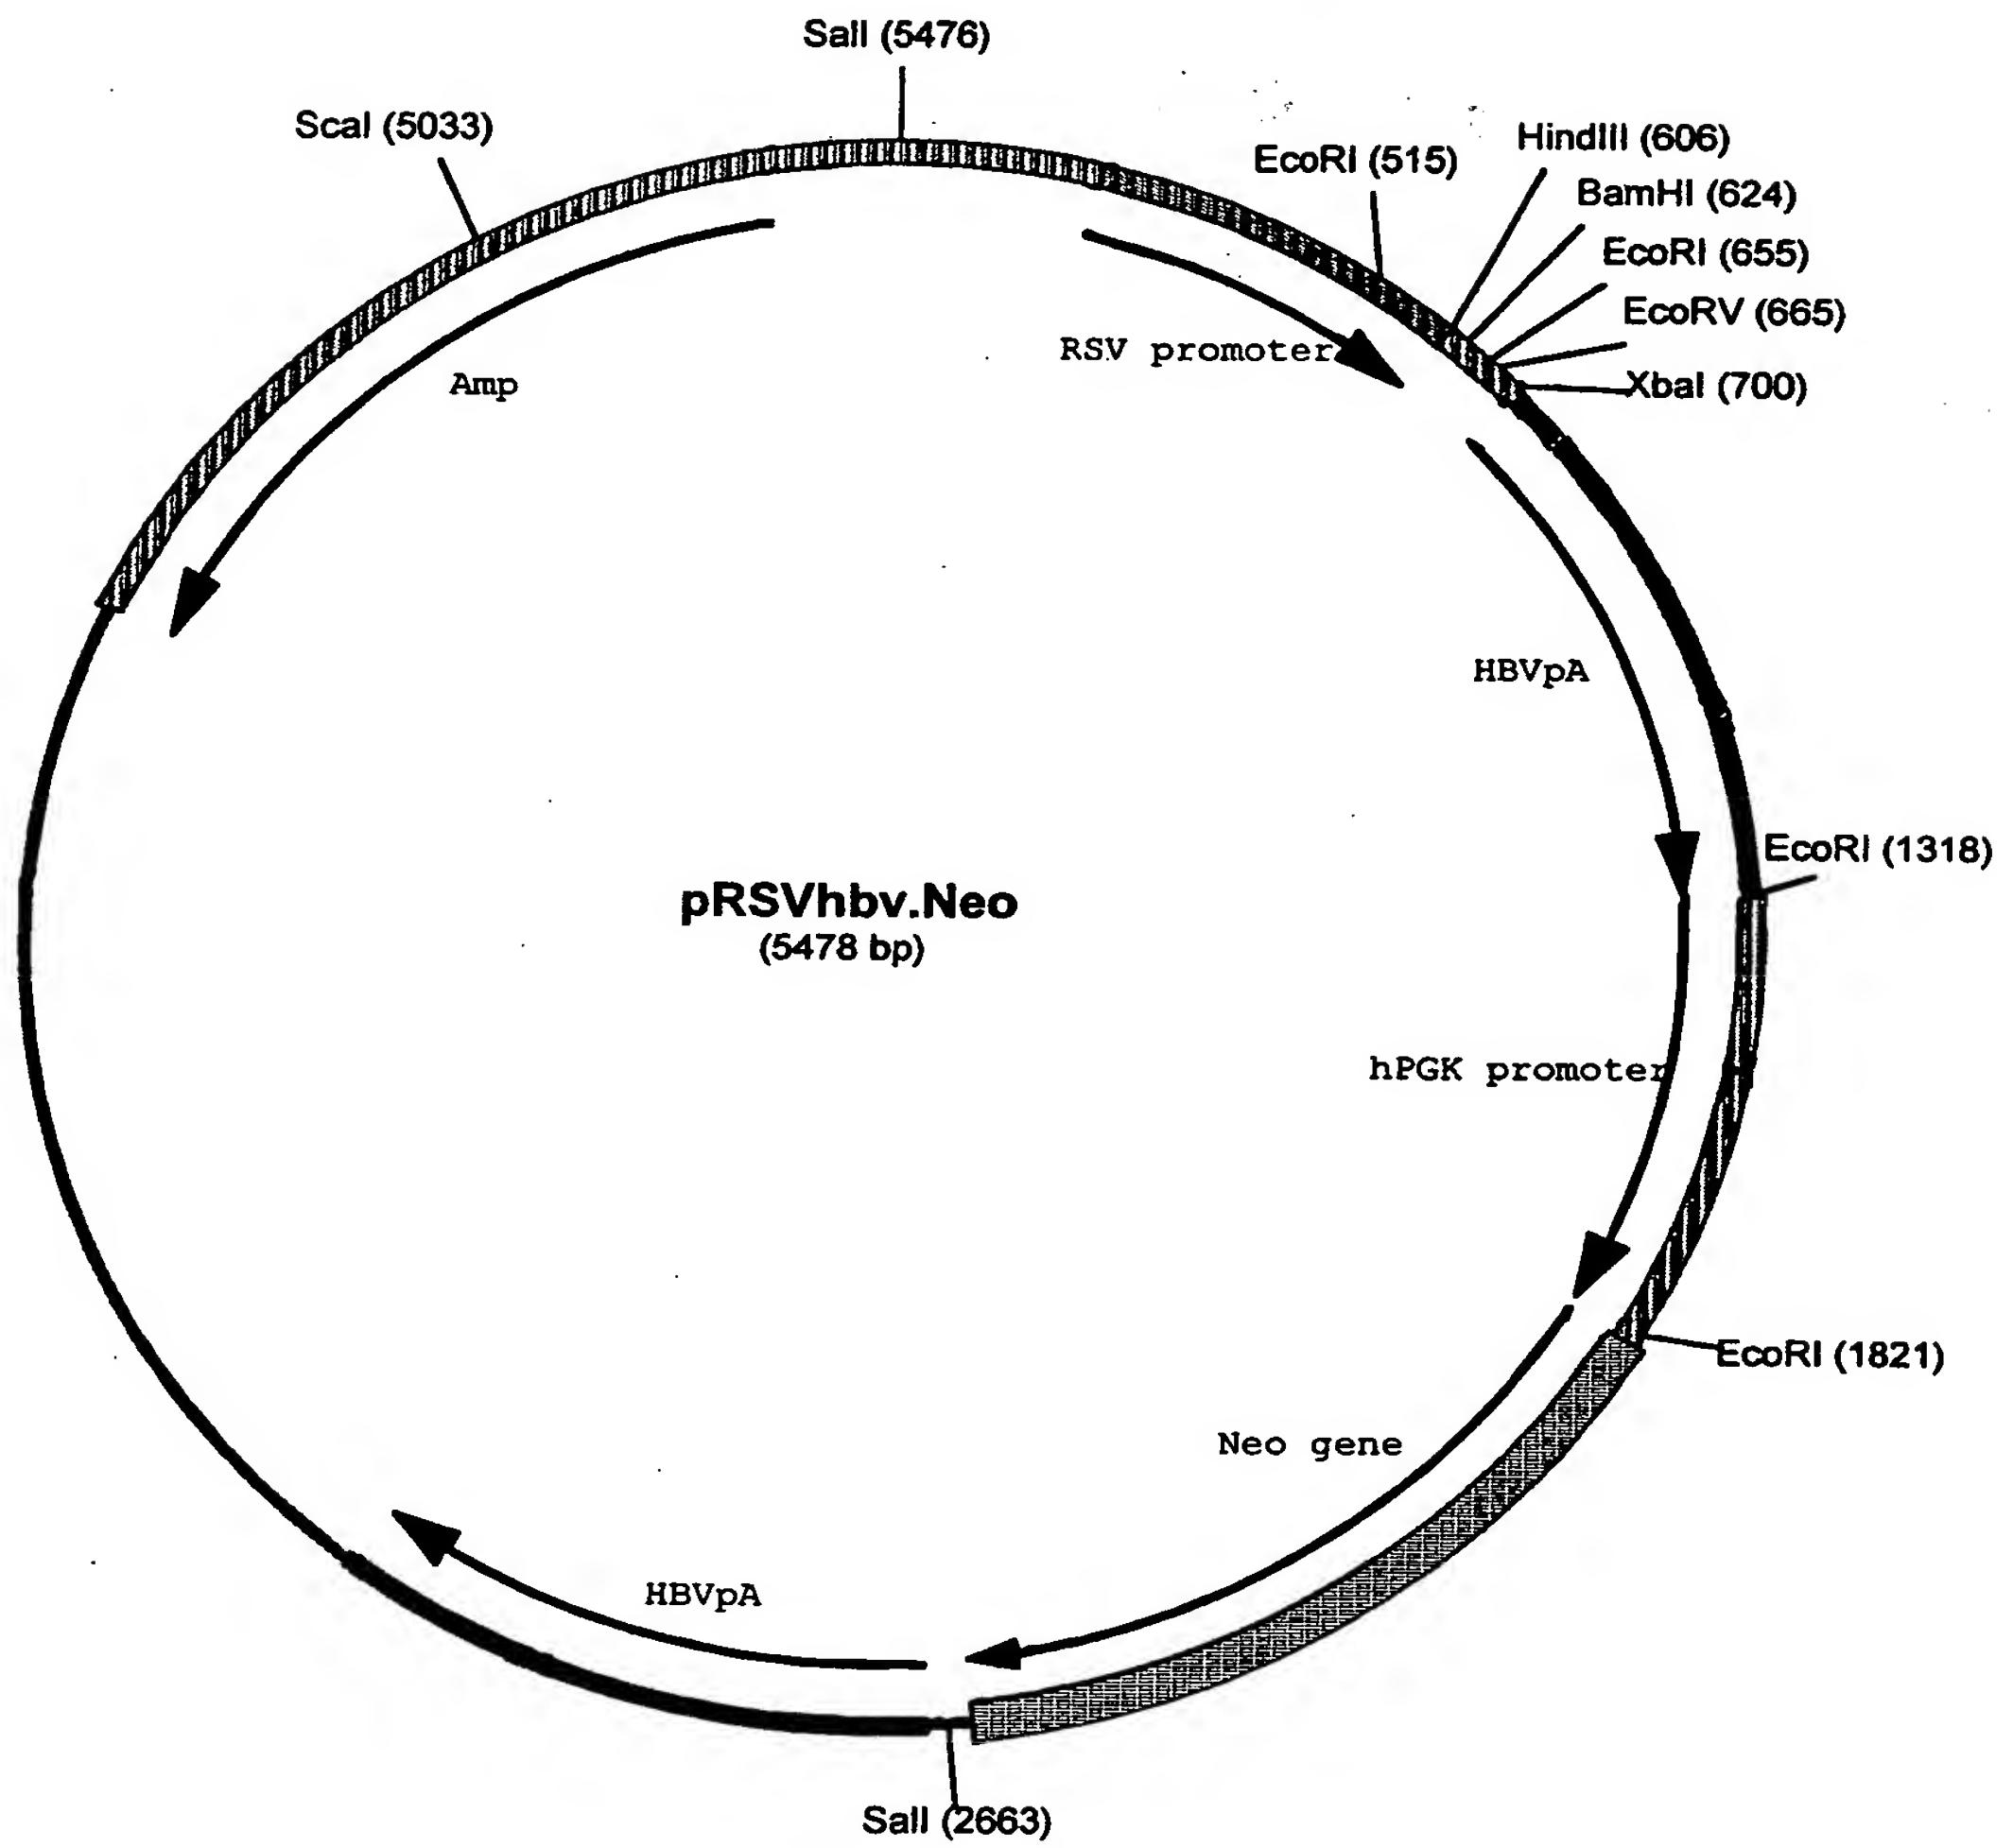 SalI (5476)
ScaI (5033)
HindIII (606)
EcoRI (515)
BamHI (624)
EcoRI (655)
EcoRV (665)
RSV promoter
Amp
XbaI (700)
HBVpA
EcoRI (1318)
pRSVhbv.Neo
(5478 bp)
hPGK promoter
EcoRI (1821)
Neo gene
HBVpA
SalI (2663)